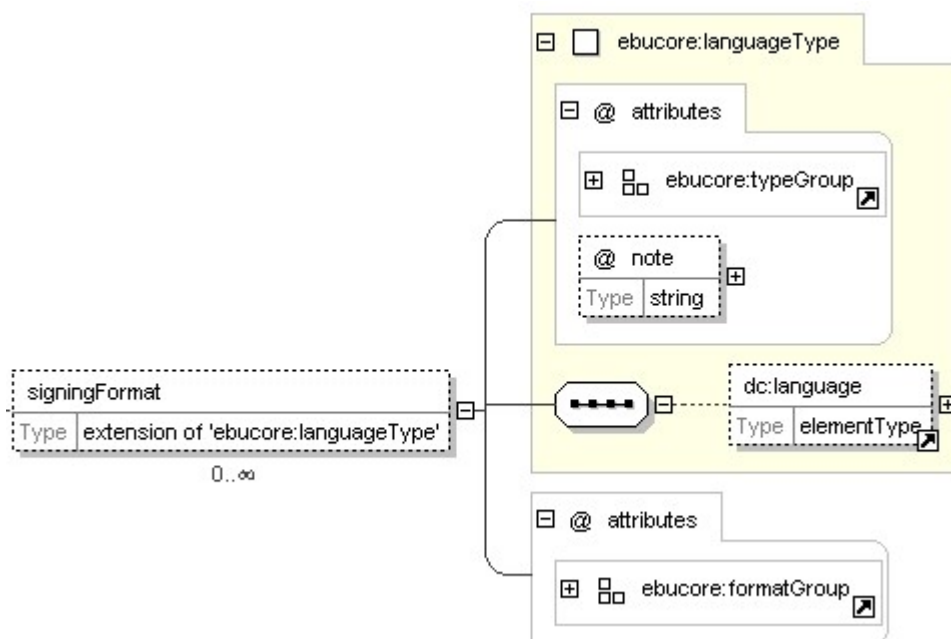 ebucore:languageType
@ attributes
ebucore:typeGroup
@ note
Type string
signingFormat
Type extension of 'ebucore:languageType'
0..∞
dc:language
Type elementType
@ attributes
ebucore:formatGroup